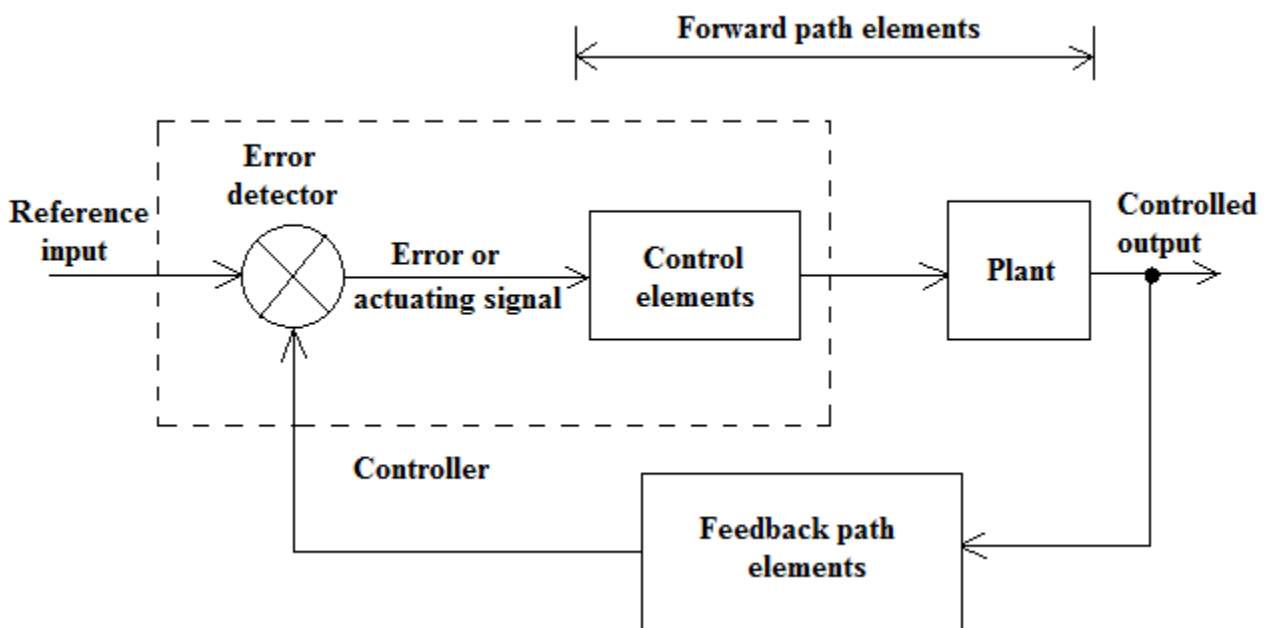 Forward path elements
Error
detector
Reference
input
Error or
actuating signal
Control
elements
Plant
Controlled
output
Controller
Feedback path
elements